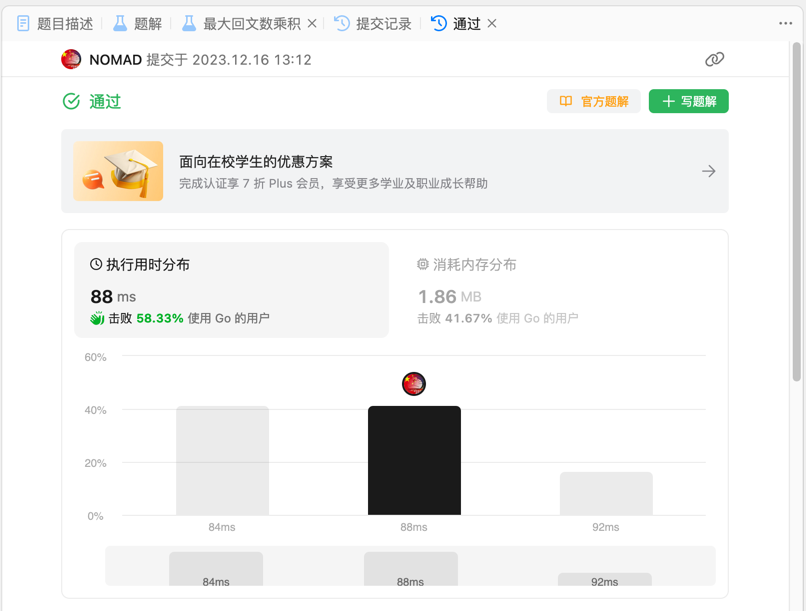 题目描述 题解 最大回文数乘积 提交记录 通过
NOMAD 提交于 2023.12.16 13:12
通过 官方题解 写题解
面向在校学生的优惠方案
完成认证享 7 折 Plus 会员，享受更多学业及职业成长帮助
执行用时分布
88 ms
击败 58.33% 使用 Go 的用户
消耗内存分布
1.86 MB
击败 41.67% 使用 Go 的用户
60%
40%
20%
0%
84ms 88ms 92ms
84ms 88ms 92ms